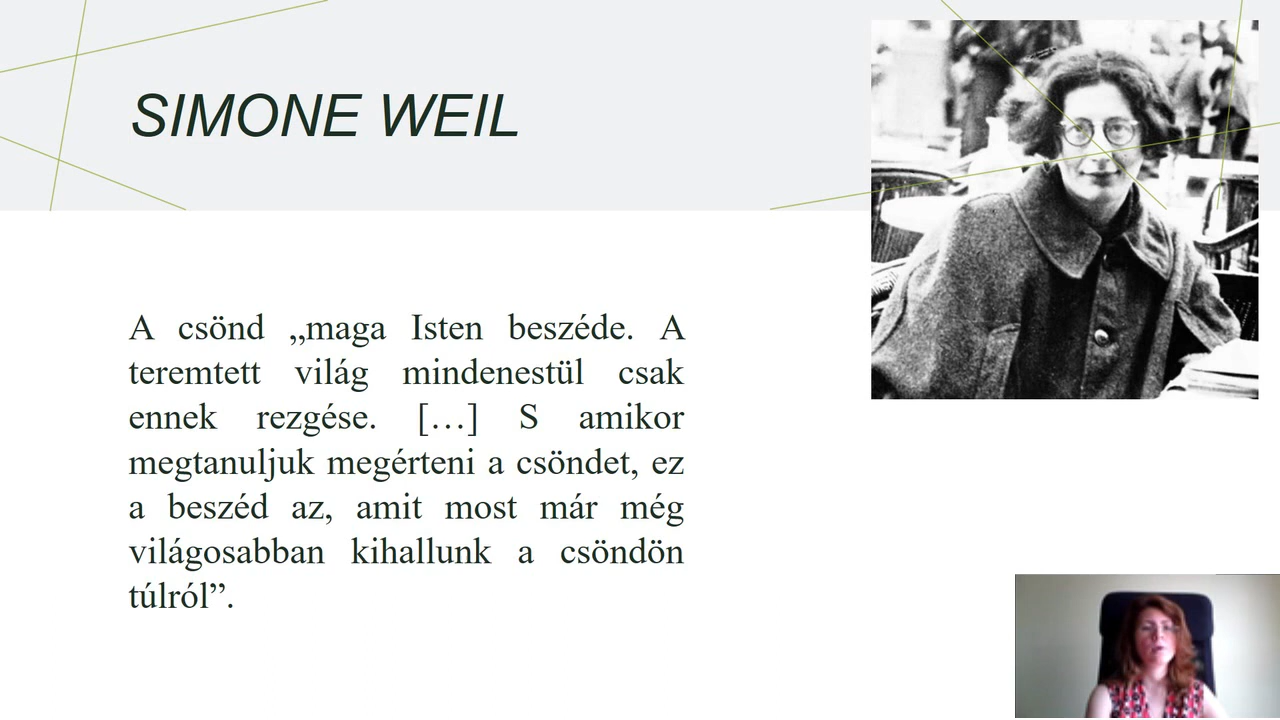 SIMONE WEIL
A csönd „maga Isten beszéde. A
teremtett világ mindenestül csak
ennek rezgése. […] S amikor
megtanuljuk megérteni a csöndet, ez
a beszéd az, amit most már még
világosabban kihallunk a csöndön
túlról”.